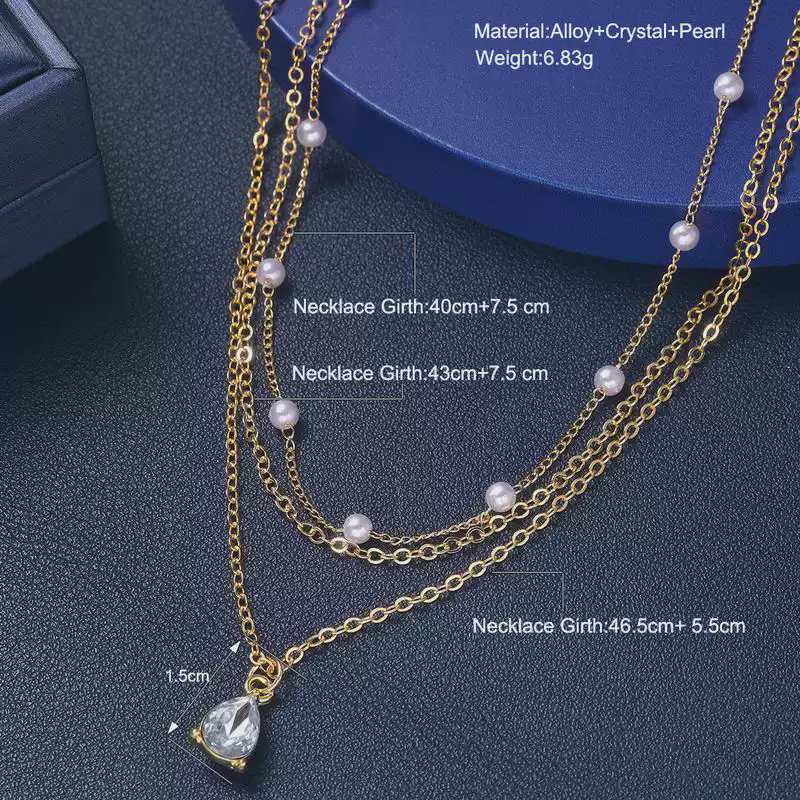 Material:Alloy+Crystal+Pearl
Weight:6.83g
Necklace Girth:40cm+7.5 cm
Necklace Girth:43cm+7.5 cm
Necklace Girth:46.5cm+ 5.5cm
1.5cm